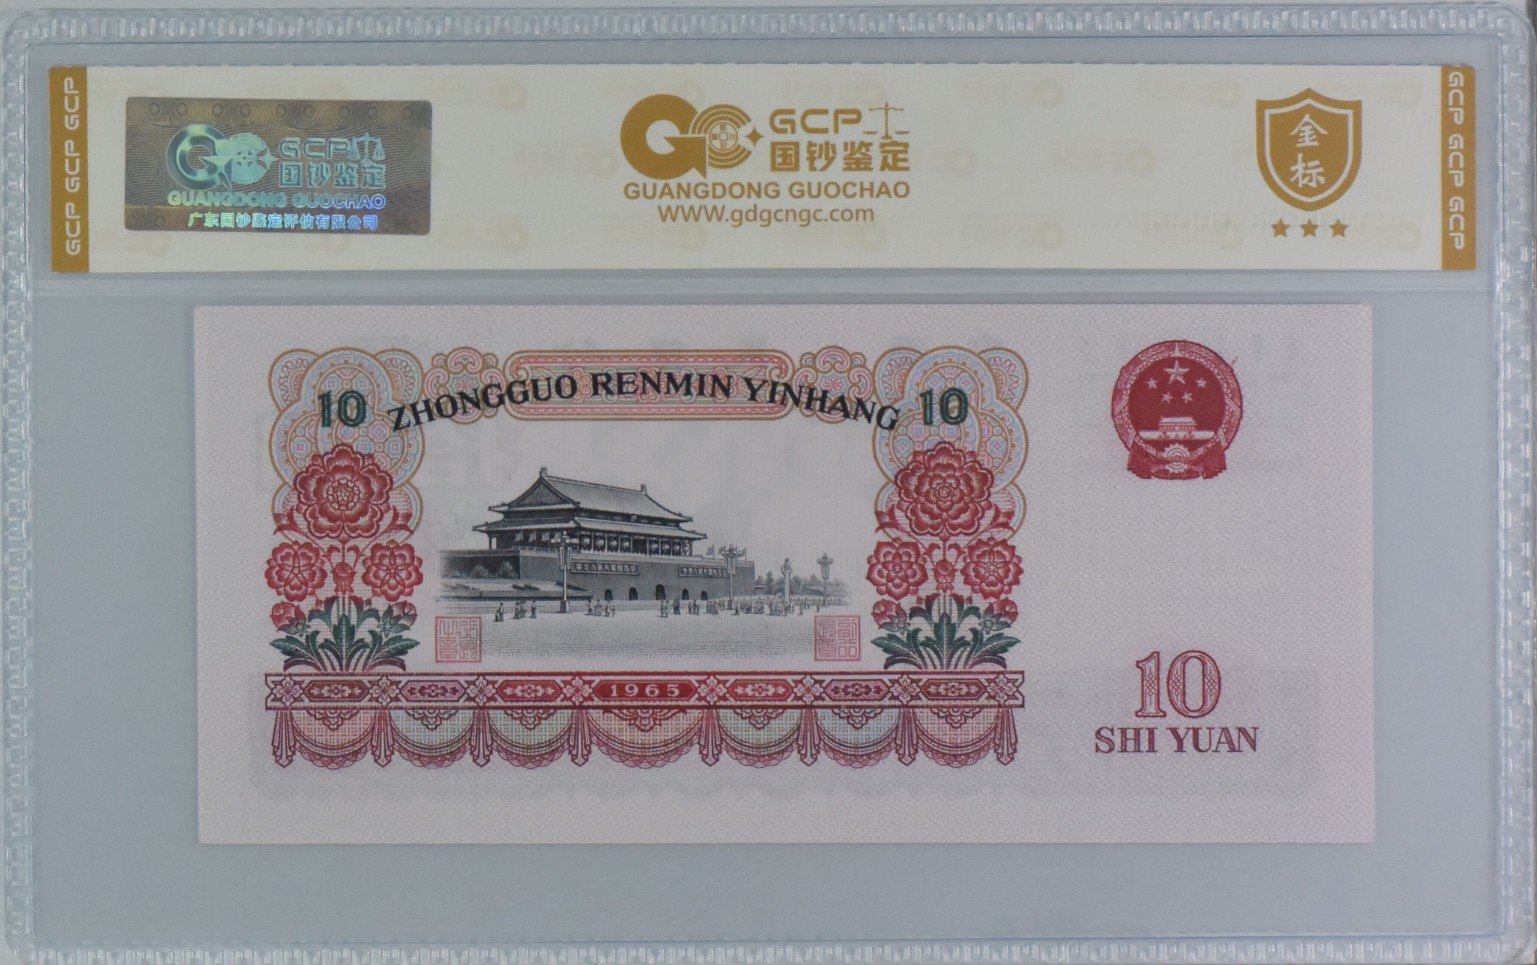 GCP GCP GCP
GCP 国钞鉴定
GUANGDONG GUOCHAO
广东国钞鉴定评估有限公司
GCP
国钞鉴定
GUANGDONG GUOCHAO
WWW.gdgcngc.com
金
标
GCP GCP GCP
10 ZHONGGUO RENMIN YINHANG 10
1965
10
SHI YUAN